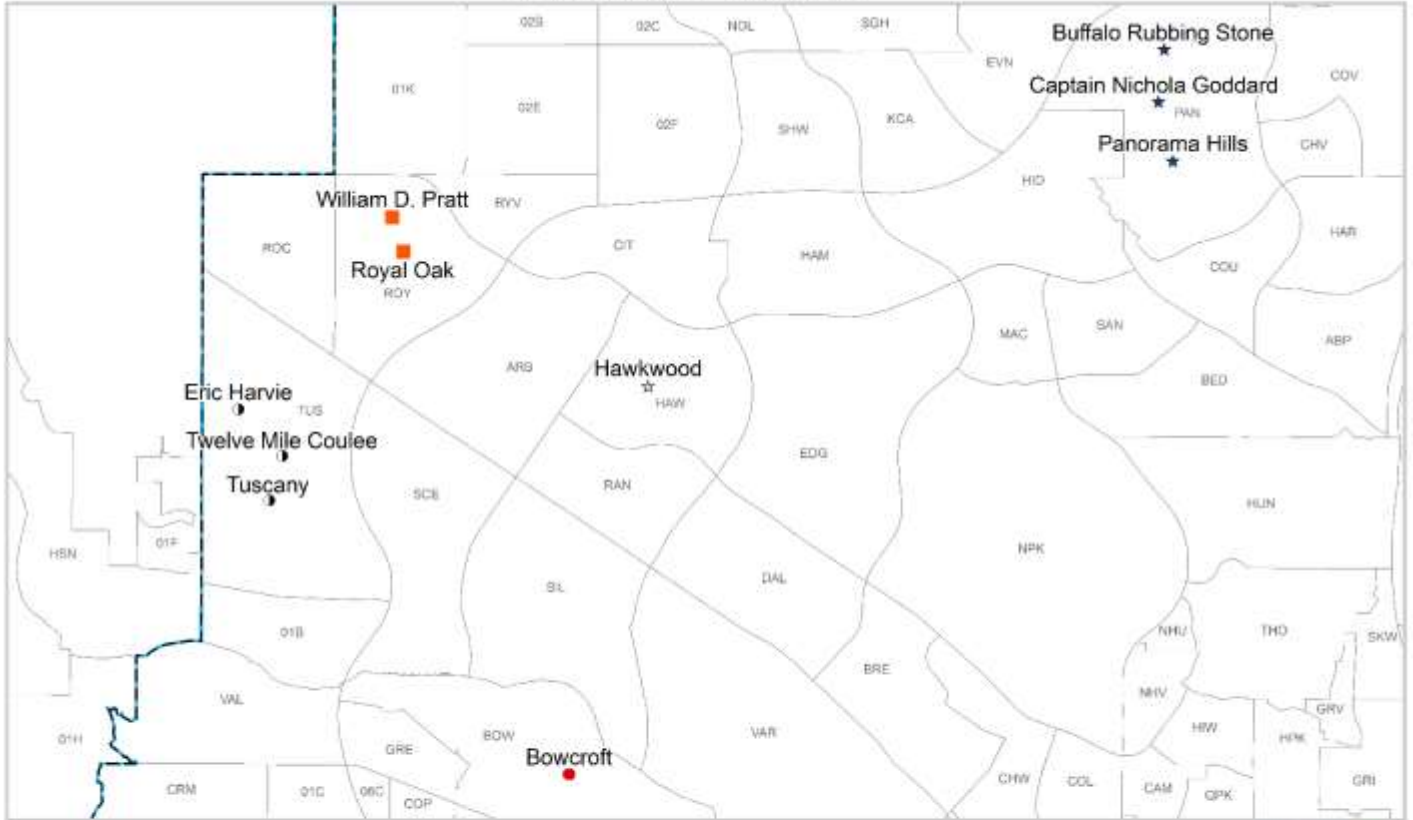 02B
02C
NOL
SGH
Buffalo Rubbing Stone
EVN
COV
01K
02E
02F
SHW
KCA
Captain Nichola Goddard
PAN
Panorama Hills
CHV
HID
William D. Pratt
RYV
ROC
CIT
HAM
HAR
Royal Oak
ROY
COU
MAC
SAN
ABP
ARB
Hawkwood
HAW
BED
Eric Harvie
TUS
Twelve Mile Coulee
EDG
Tuscany
SCE
RAN
HUN
HSN
01F
NPK
SIL
DAL
01B
NHU
THO
SKW
BRE
VAL
NHV
GRV
01H
GRE
BOW
VAR
HIW
HPK
Bowcroft
CRM
01C
06C
COP
CHW
COL
CAM
QPK
GRI